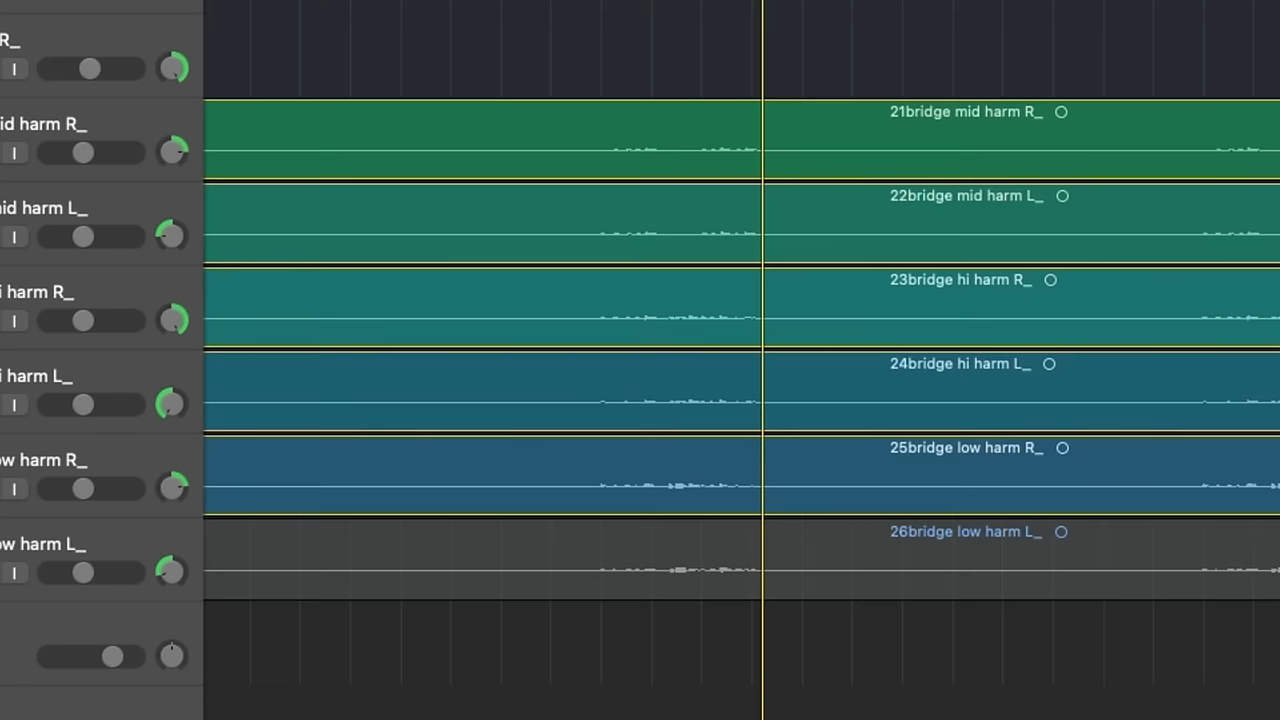 R_
I
id harm R_
21bridge mid harm R_
I
id harm L_
22bridge mid harm L_
I
i harm R_
23bridge hi harm R_
I
i harm L_
24bridge hi harm L_
I
ow harm R_
25bridge low harm R_
I
ow harm L_
26bridge low harm L_
I